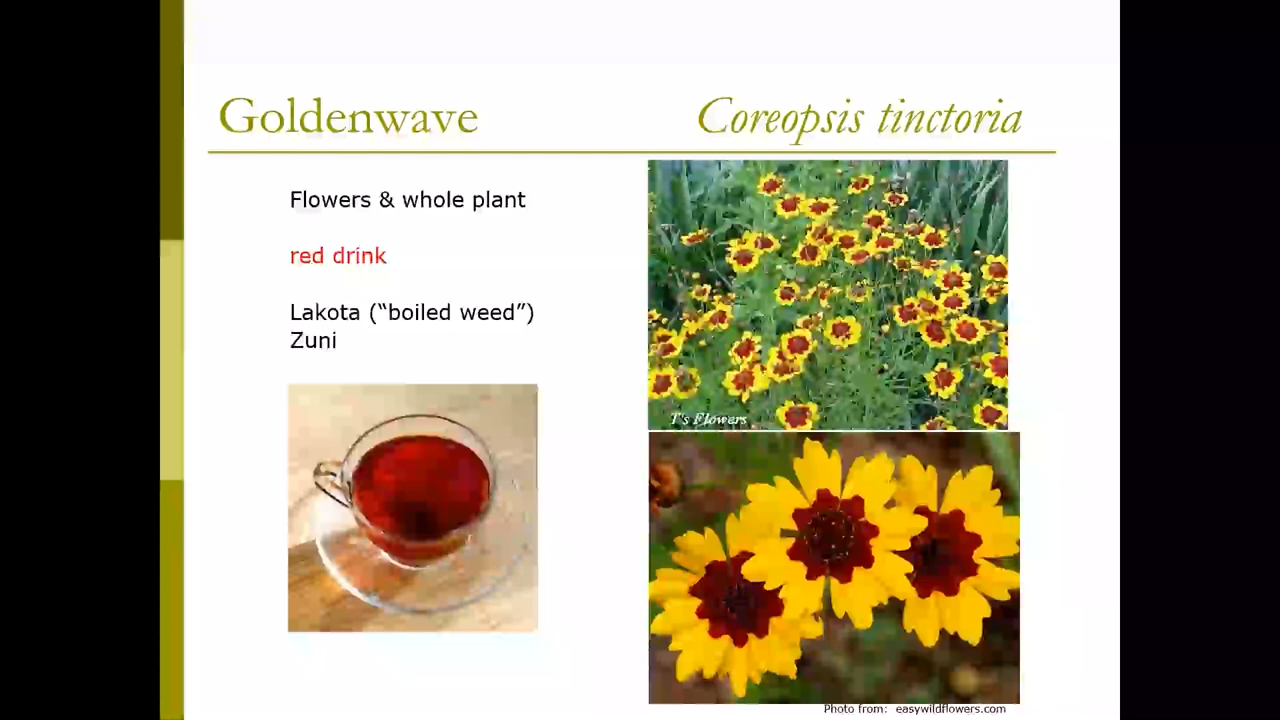 Goldenwave
Coreopsis tinctoria
Flowers & whole plant
red drink
Lakota (“boiled weed”)
Zuni
T's Flowers
Photo from: easywildflowers.com